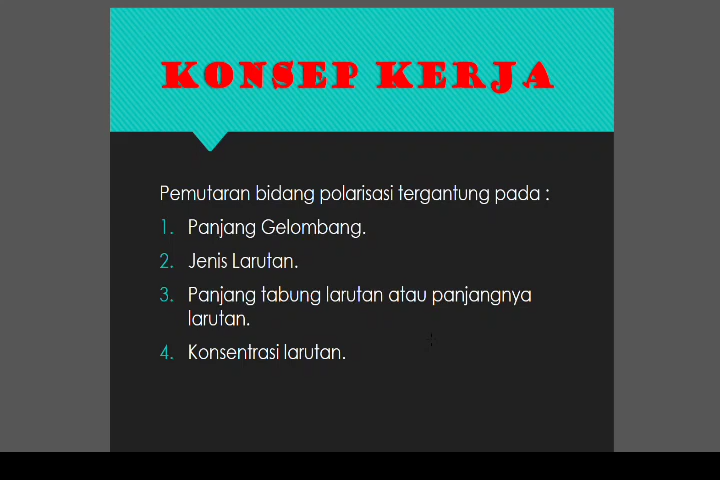 KONSEP KERJA
Pemutaran bidang polarisasi tergantung pada :
1. Panjang Gelombang.
2. Jenis Larutan.
3. Panjang tabung larutan atau panjangnya
larutan.
4. Konsentrasi larutan.